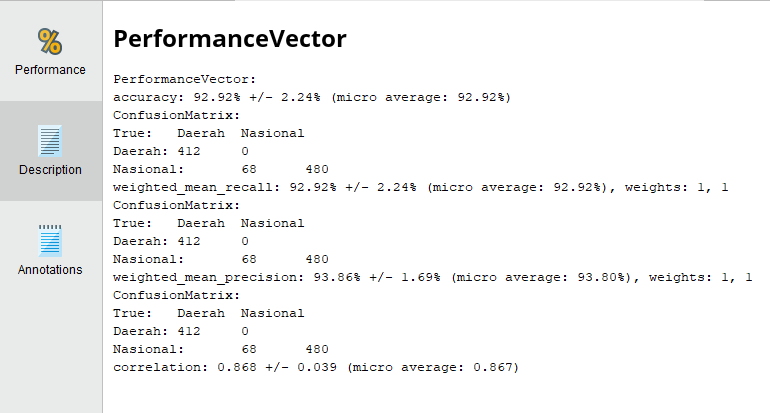 Performance
Description
Annotations
PerformanceVector
PerformanceVector:
accuracy: 92.92% +/- 2.24% (micro average: 92.92%)
ConfusionMatrix:
True: Daerah Nasional
Daerah: 412 0
Nasional: 68 480
weighted_mean_recall: 92.92% +/- 2.24% (micro average: 92.92%), weights: 1, 1
ConfusionMatrix:
True: Daerah Nasional
Daerah: 412 0
Nasional: 68 480
weighted_mean_precision: 93.86% +/- 1.69% (micro average: 93.80%), weights: 1, 1
ConfusionMatrix:
True: Daerah Nasional
Daerah: 412 0
Nasional: 68 480
correlation: 0.868 +/- 0.039 (micro average: 0.867)